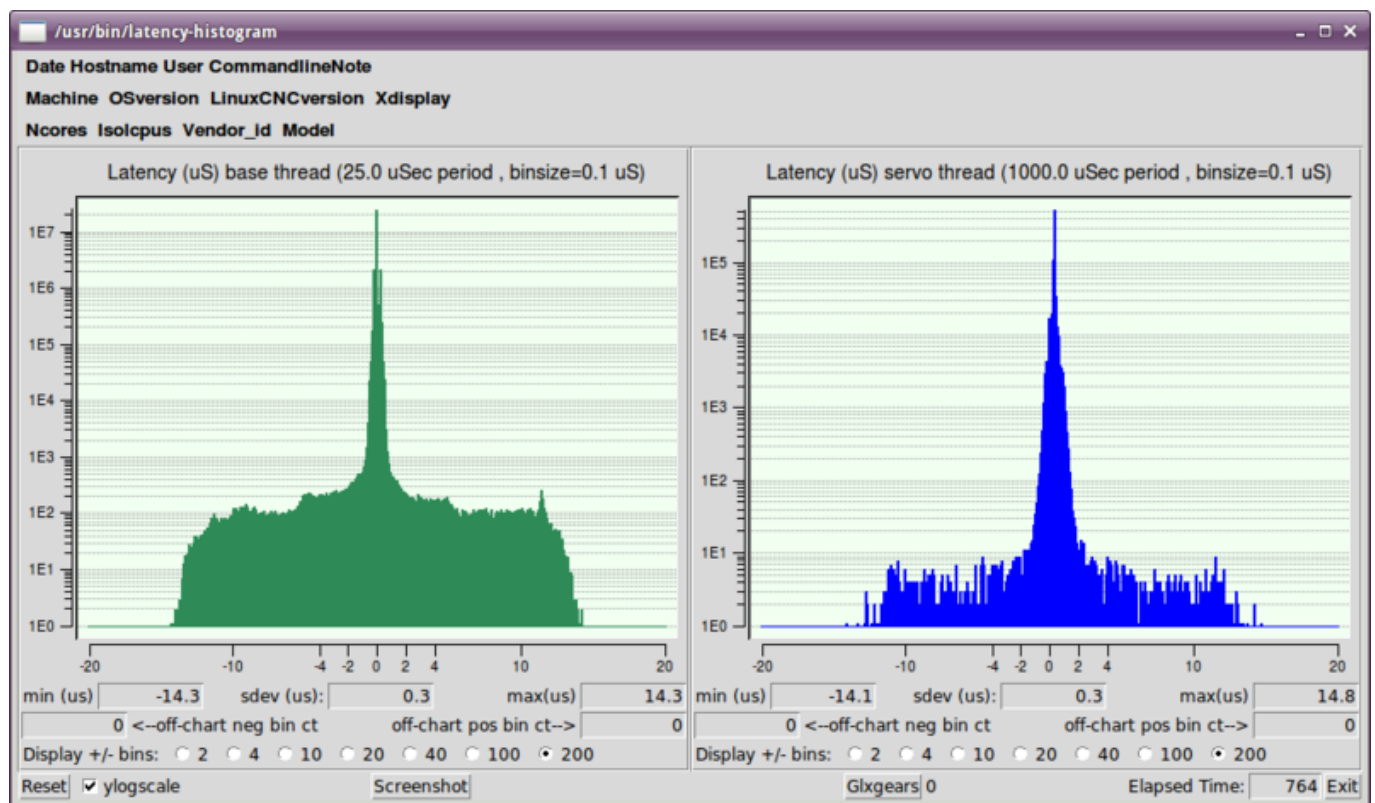 /usr/bin/latency-histogram
Date Hostname User CommandlineNote
Machine OSversion LinuxCNCversion Xdisplay
Ncores Isolcpus Vendor_id Model
Latency (uS) base thread (25.0 uSec period , binsize=0.1 uS)
1E7
1E6
1E5
1E4
1E3
1E2
1E1
1E0
-20 -10 -4 -2 0 2 4 10 20
min (us) -14.3 sdev (us): 0.3 max(us) 14.3
0 <--off-chart neg bin ct off-chart pos bin ct--> 0
Display +/- bins: 2 4 10 20 40 100 200
Latency (uS) servo thread (1000.0 uSec period , binsize=0.1 uS)
1E5
1E4
1E3
1E2
1E1
1E0
-20 -10 -4 -2 0 2 4 10 20
min (us) -14.1 sdev (us): 0.3 max(us) 14.8
0 <--off-chart neg bin ct off-chart pos bin ct--> 0
Display +/- bins: 2 4 10 20 40 100 200
Reset ylogscale Screenshot Glxgears 0 Elapsed Time: 764 Exit